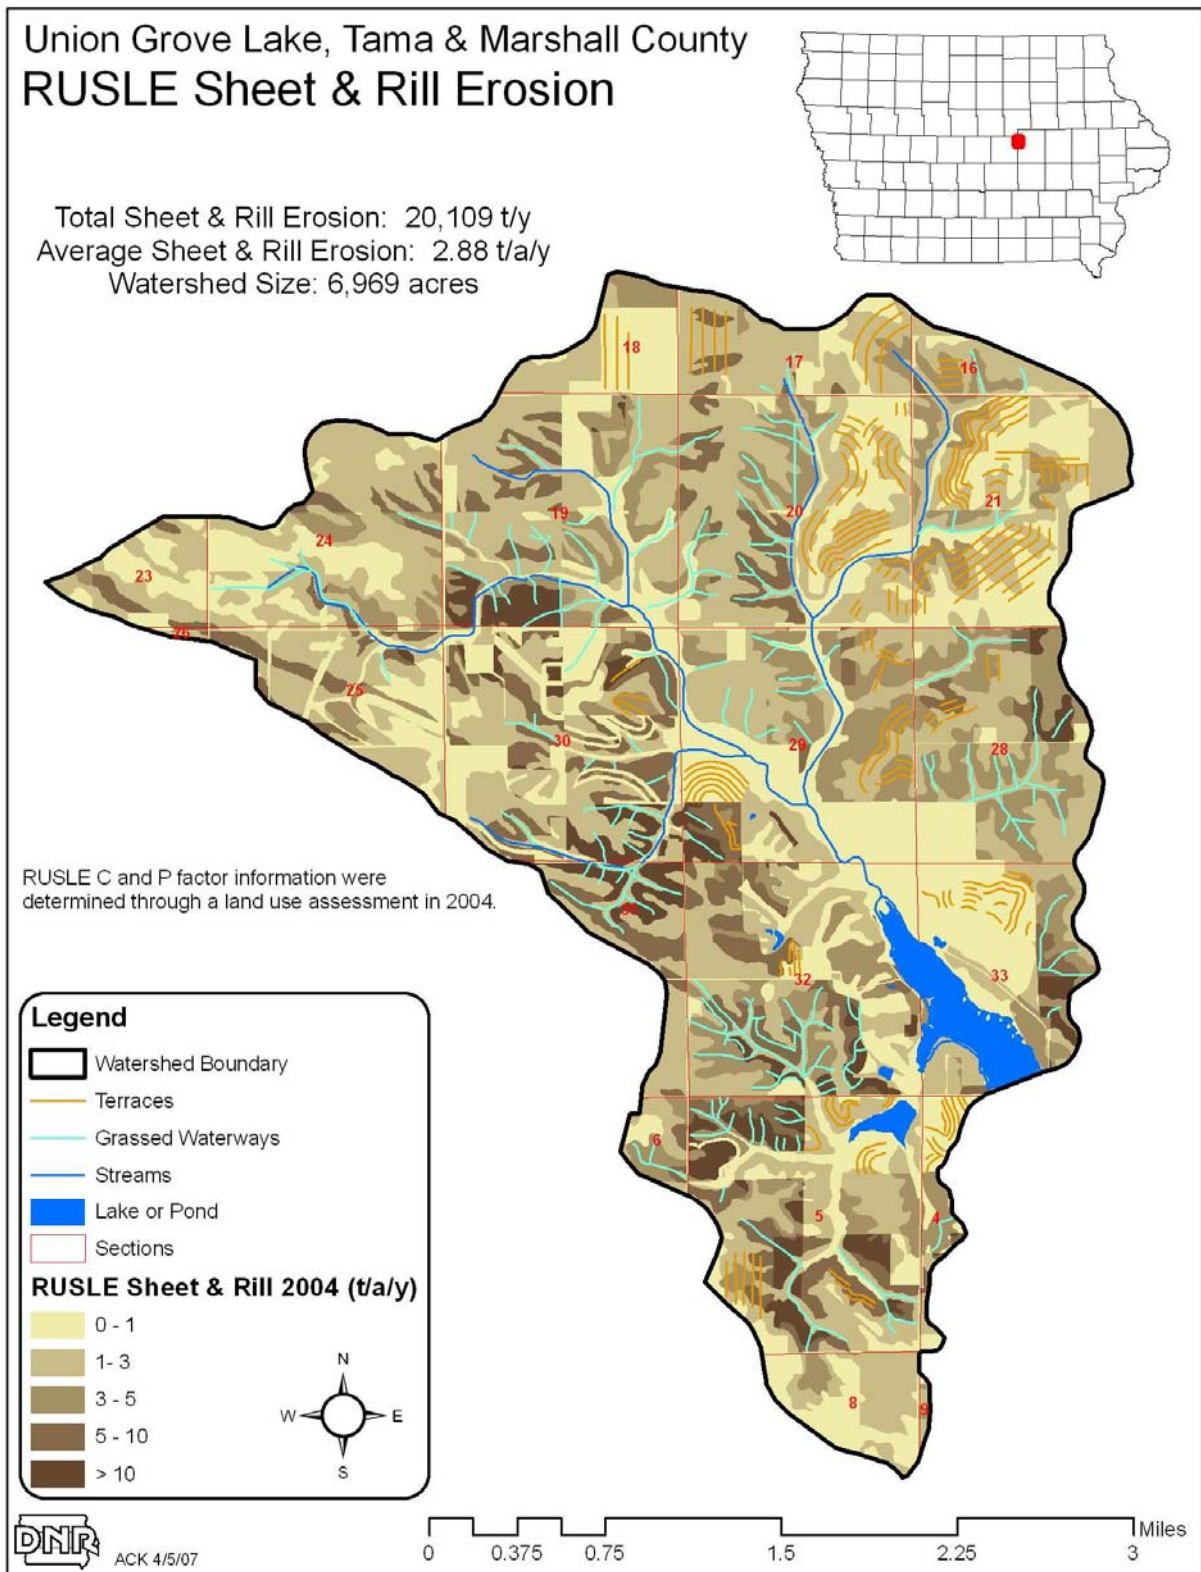 Union Grove Lake, Tama & Marshall County
RUSLE Sheet & Rill Erosion
Total Sheet & Rill Erosion: 20,109 t/y
Average Sheet & Rill Erosion: 2.88 t/a/y
Watershed Size: 6,969 acres
18
17
16
19
20
21
24
23
26
25
30
29
28
RUSLE C and P factor information were
determined through a land use assessment in 2004.
31
32
33
6
5
4
8
9
Legend
Watershed Boundary
Terraces
Grassed Waterways
Streams
Lake or Pond
Sections
RUSLE Sheet & Rill 2004 (t/a/y)
0 - 1
1- 3
3 - 5
5 - 10
> 10
N
W
E
S
DNR
ACK 4/5/07
0
0.375
0.75
1.5
2.25
3
Miles